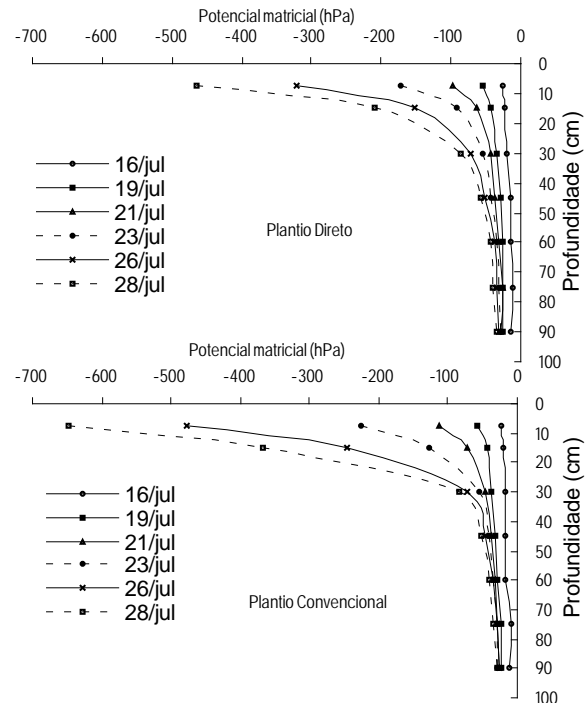 Potencial matricial (hPa)
-700 -600 -500 -400 -300 -200 -100 0
0
10
20
30
40
50
60
70
80
90
100
Profundidade (cm)
16/jul
19/jul
21/jul
23/jul
26/jul
28/jul
Plantio Direto
Potencial matricial (hPa)
-700 -600 -500 -400 -300 -200 -100 0
0
10
20
30
40
50
60
70
80
90
100
Profundidade (cm)
16/jul
19/jul
21/jul
23/jul
26/jul
28/jul
Plantio Convencional